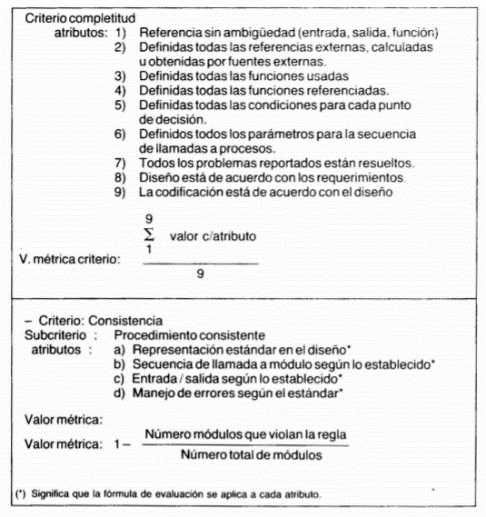 Criterio completitud
atributos: 1) Referencia sin ambigüedad (entrada, salida, función)
2) Definidas todas las referencias externas, calculadas
u obtenidas por fuentes externas.
3) Definidas todas las funciones usadas
4) Definidas todas las funciones referenciadas.
5) Definidas todas las condiciones para cada punto
de decisión.
6) Definidos todos los parámetros para la secuencia
de llamadas a procesos.
7) Todos los problemas reportados están resueltos.
8) Diseño está de acuerdo con los requerimientos.
9) La codificación está de acuerdo con el diseño
9
Σ valor c/atributo
1
V. métrica criterio:
9
– Criterio: Consistencia
Subcriterio : Procedimiento consistente
atributos : a) Representación estándar en el diseño*
b) Secuencia de llamada a módulo según lo establecido*
c) Entrada/salida según lo establecido*
d) Manejo de errores según el estándar*
Valor métrica:
Número módulos que violan la regla
Valor métrica: 1 –
Número total de módulos
(*) Significa que la fórmula de evaluación se aplica a cada atributo.